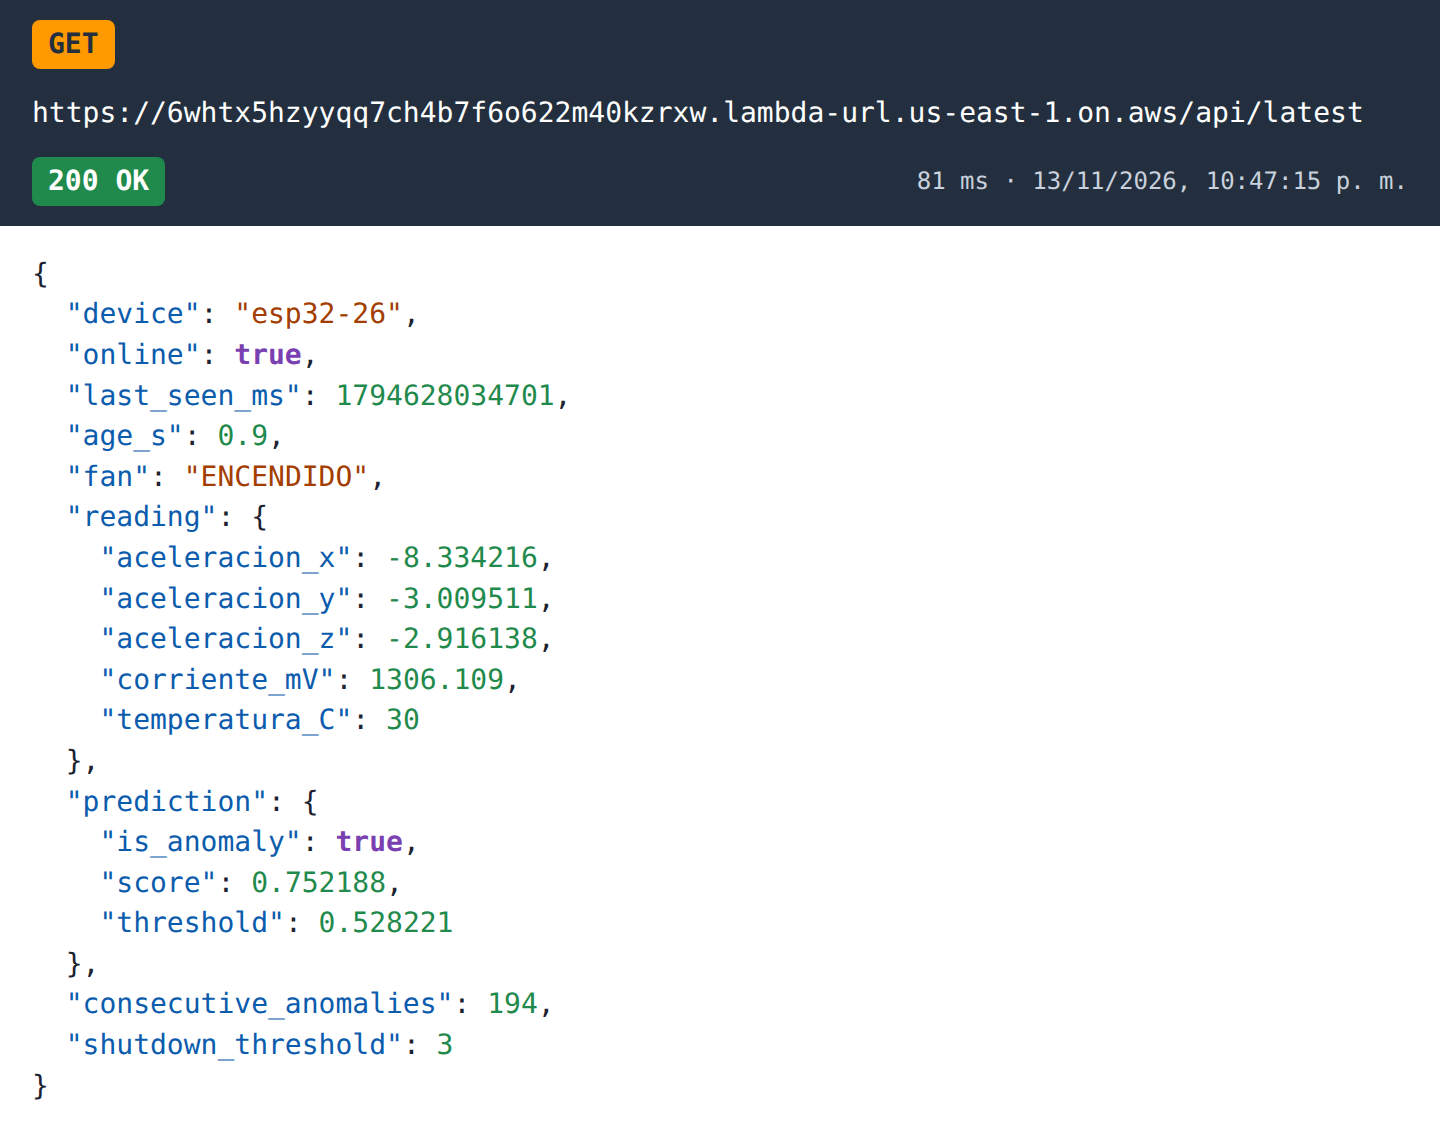 GET
https://6whtx5hzyyqq7ch4b7f6o622m40kzrxw.lambda-url.us-east-1.on.aws/api/latest
200 OK 81 ms · 13/11/2026, 10:47:15 p. m.
{
  "device": "esp32-26",
  "online": true,
  "last_seen_ms": 1794628034701,
  "age_s": 0.9,
  "fan": "ENCENDIDO",
  "reading": {
    "aceleracion_x": -8.334216,
    "aceleracion_y": -3.009511,
    "aceleracion_z": -2.916138,
    "corriente_mV": 1306.109,
    "temperatura_C": 30
  },
  "prediction": {
    "is_anomaly": true,
    "score": 0.752188,
    "threshold": 0.528221
  },
  "consecutive_anomalies": 194,
  "shutdown_threshold": 3
}